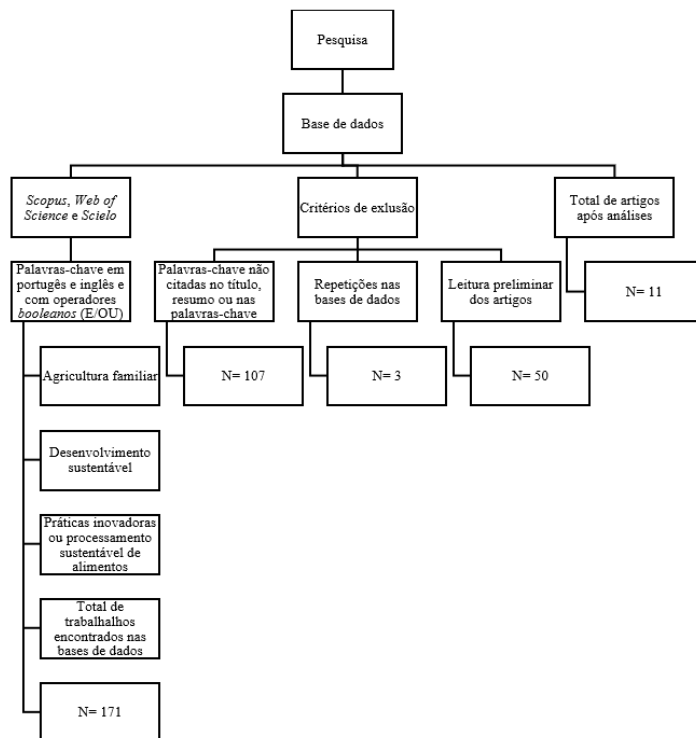 Pesquisa
Base de dados
Scopus, Web of
Science e Scielo
Critérios de exlusão
Total de artigos
após análises
Palavras-chave em
portugês e inglês e
com operadores
booleanos (E/OU)
Palavras-chave não
citadas no título,
resumo ou nas
palavras-chave
Repetições nas
bases de dados
Leitura preliminar
dos artigos
N= 11
Agricultura familiar
N= 107
N= 3
N= 50
Desenvolvimento
sustentável
Práticas inovadoras
ou processamento
sustentável de
alimentos
Total de
trabalhalhos
encontrados nas
bases de dados
N= 171